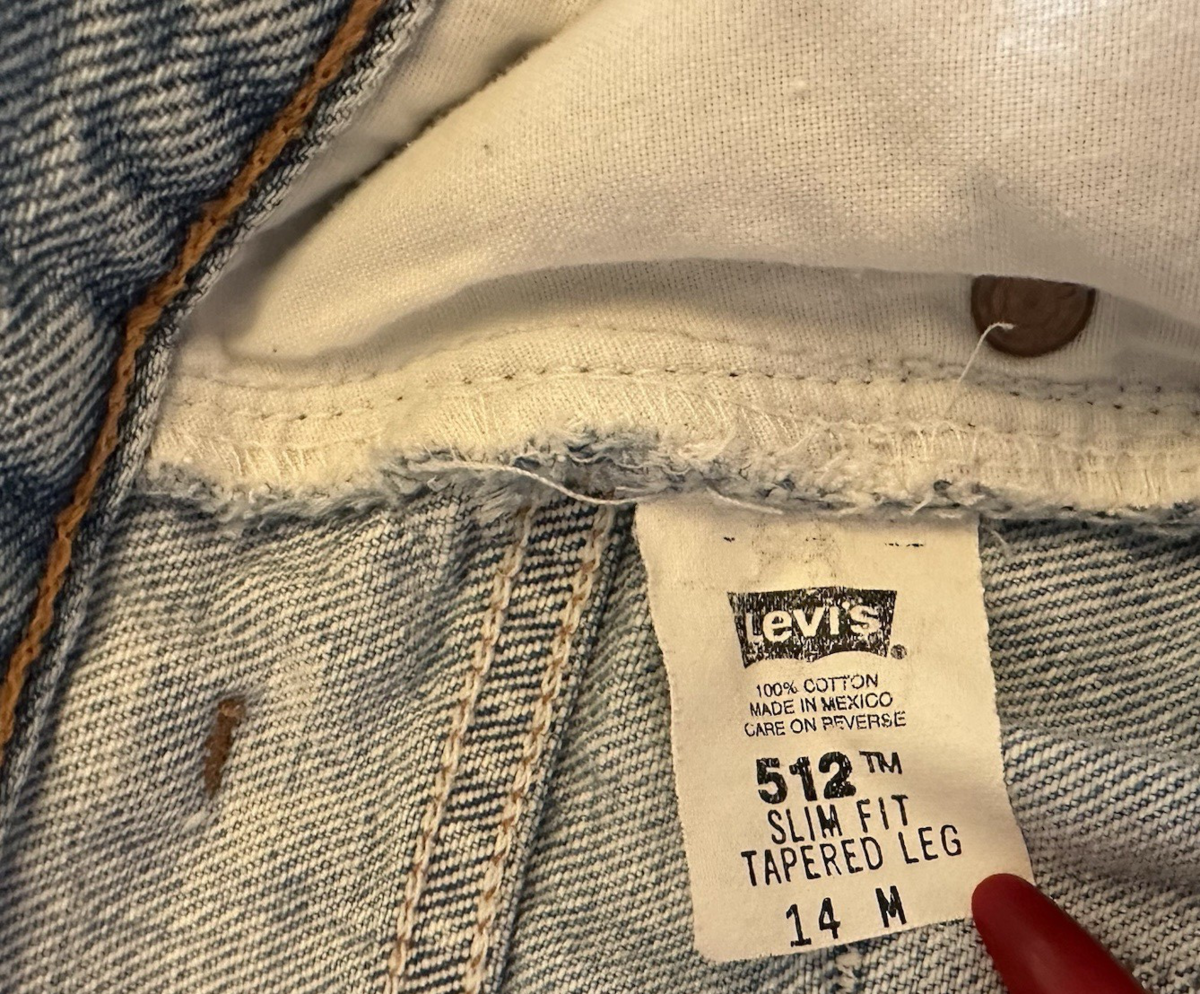 Levi's®
100% COTTON
MADE IN MEXICO
CARE ON REVERSE
512™
SLIM FIT
TAPERED LEG
14 M